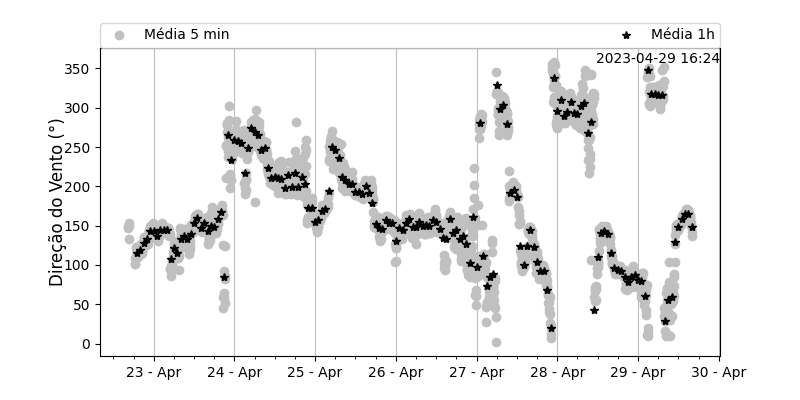 Média 5 min
Média 1h
2023-04-29 16:24
Direção do Vento (°)
350
300
250
200
150
100
50
0
23 - Apr
24 - Apr
25 - Apr
26 - Apr
27 - Apr
28 - Apr
29 - Apr
30 - Apr